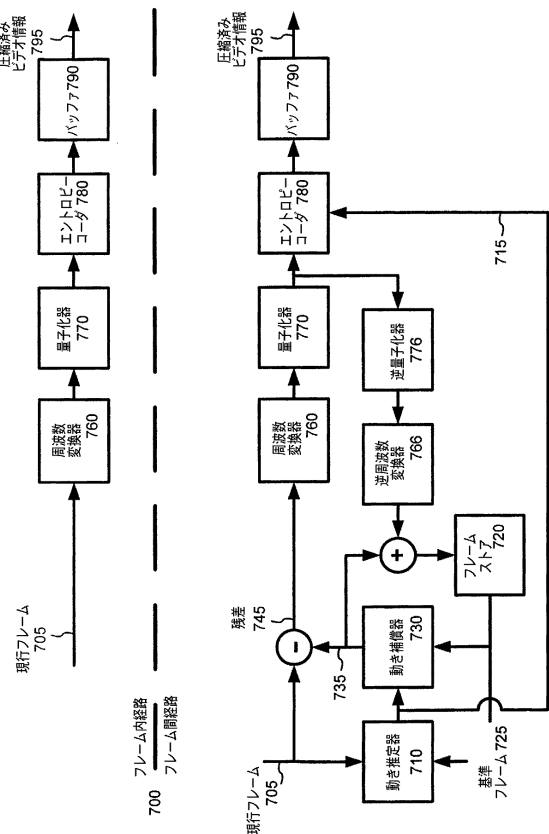 現行フレーム
705
周波数
変換器
760
量子化器
770
エントロピー
コーダ
780
バッファ790
圧縮済み
ビデオ情報
795
700
フレーム内経路
フレーム間経路
現行フレーム
705
動き推定器
710
基準
フレーム 725
735
動き補償器
730
残差
745
フレーム
ストア
720
周波数
変換器
760
逆周波数
変換器
766
量子化器
770
逆量子化器
776
エントロピー
コーダ
780
715
バッファ790
圧縮済み
ビデオ情報
795
-
+